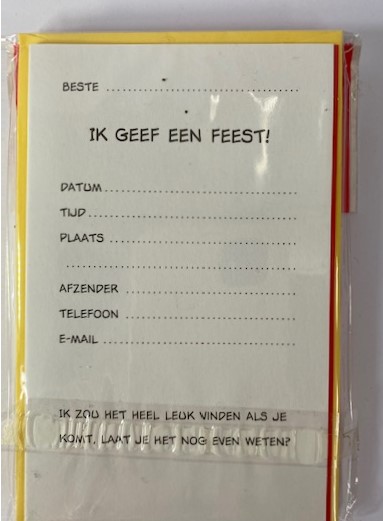 BESTE ........................................
IK GEEF EEN FEEST!
DATUM........................................
TIJD...........................................
PLAATS ......................................
................................................
AFZENDER ...................................
TELEFOON ...................................
E-MAIL .......................................
IK ZOU HET HEEL LEUK VINDEN ALS JE
KOMT, LAAT JE HET NOG EVEN WETEN?